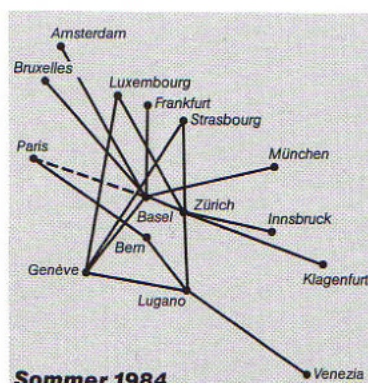 Amsterdam
Bruxelles
Luxembourg
Frankfurt
Strasbourg
Paris
München
Basel
Zürich
Innsbruck
Bern
Genève
Klagenfurt
Lugano
Venezia
Sommer 1984